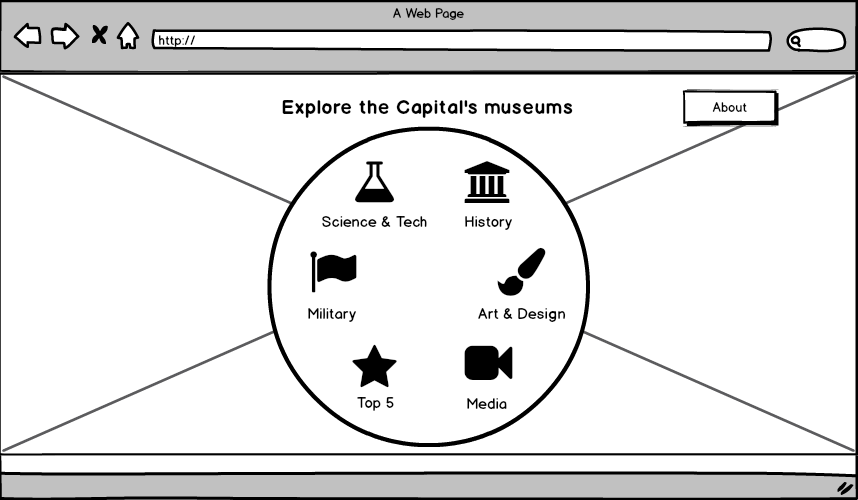 A Web Page
http://
Explore the Capital's museums
About
Science & Tech
History
Military
Art & Design
Top 5
Media